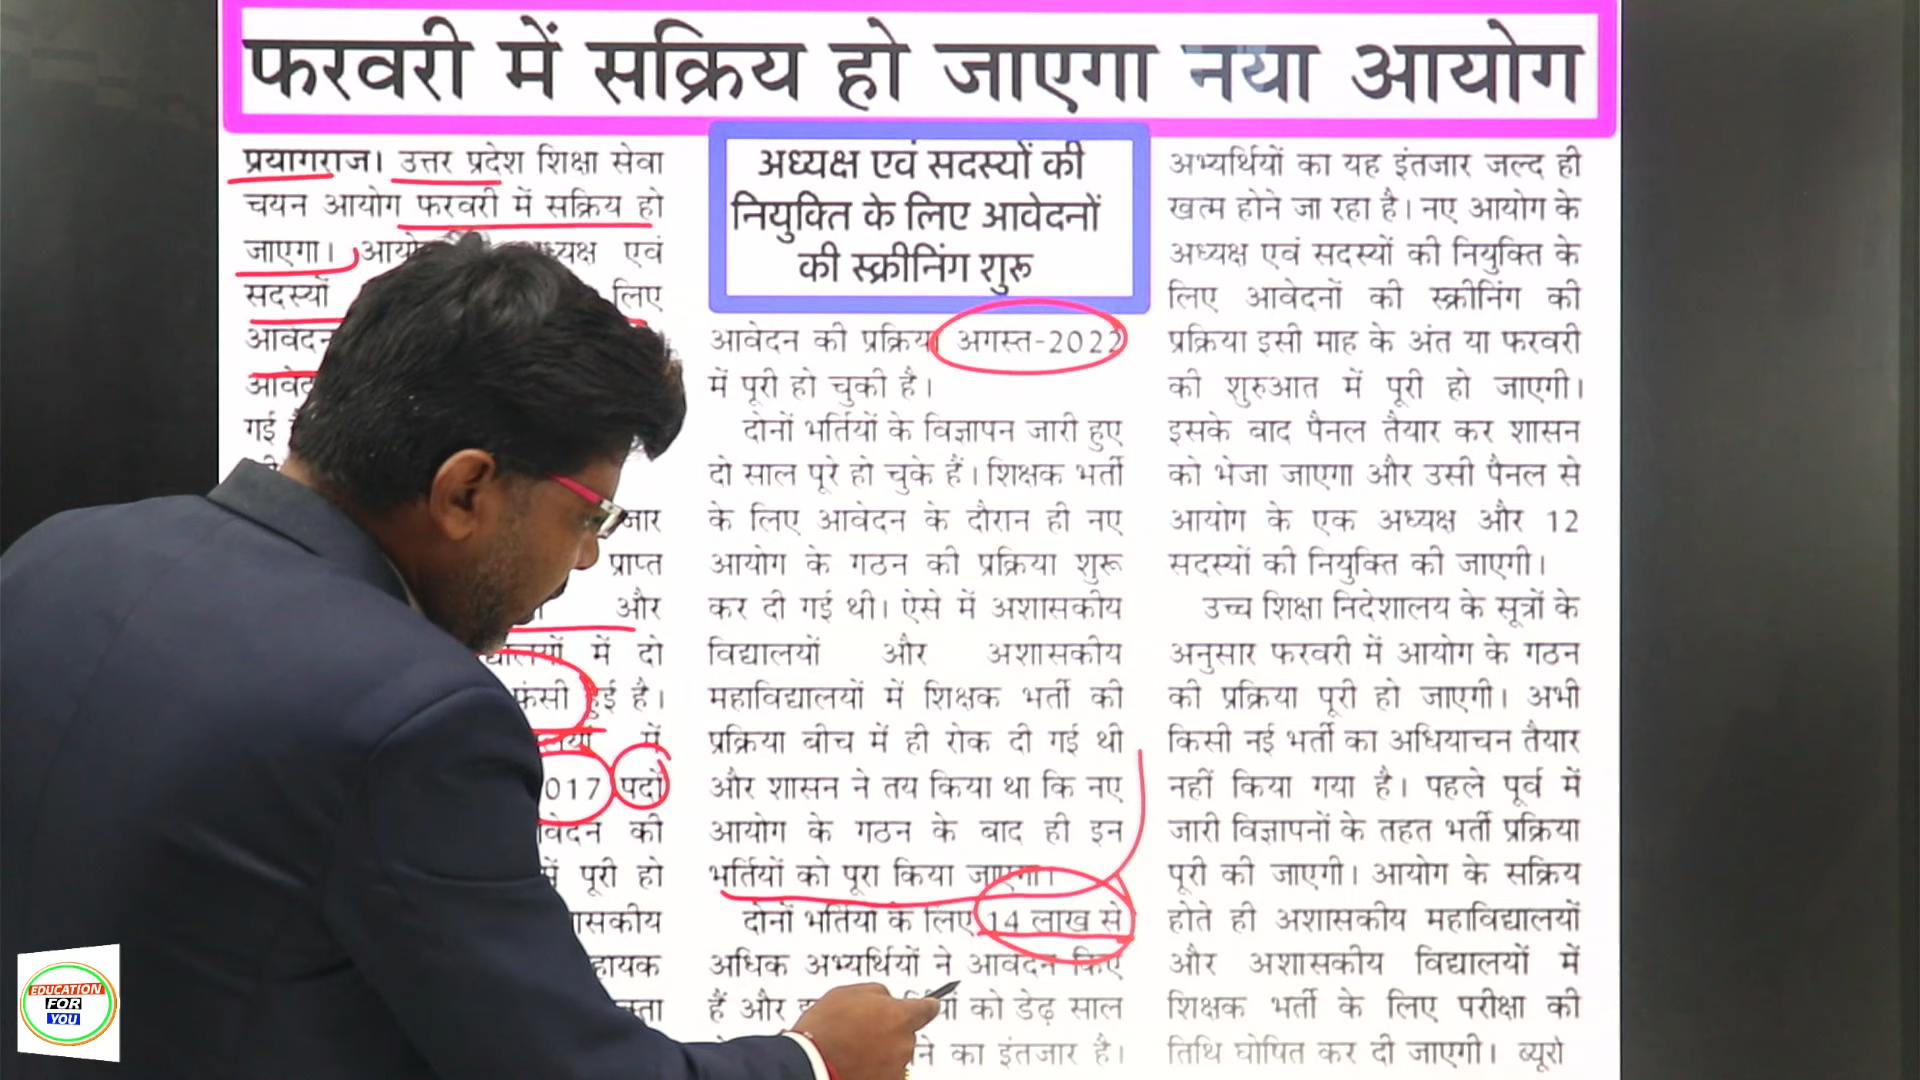 फरवरी में सक्रिय हो जाएगा नया आयोग
प्रयागराज। उत्तर प्रदेश शिक्षा सेवा
चयन आयोग फरवरी में सक्रिय हो
जाएगा। एवं
सदस्यों लिए
गई
प्राप्त
और
में दो
फंसी हुई है।
में
पदों
की
में पूरी हो
अध्यक्ष एवं सदस्यों की
नियुक्ति के लिए आवेदनों
की स्क्रीनिंग शुरू
आवेदन की प्रक्रिया अगस्त-2022
में पूरी हो चुकी है।
दोनों भर्तियों के विज्ञापन जारी हुए
दो साल पूरे हो चुके हैं। शिक्षक भर्ती
के लिए आवेदन के दौरान ही नए
आयोग के गठन की प्रक्रिया शुरू
कर दी गई थी। ऐसे में अशासकीय
विद्यालयों और अशासकीय
महाविद्यालयों में शिक्षक भर्ती की
प्रक्रिया बीच में ही रोक दी गई थी
और शासन ने तय किया था कि नए
आयोग के गठन के बाद ही इन
भर्तियों को पूरा किया जाएगा।
दोनों भर्तियों के लिए 14 लाख से
अधिक अभ्यर्थियों ने आवेदन किए
हैं और को डेढ़ साल
का इंतजार है।
अभ्यर्थियों का यह इंतजार जल्द ही
खत्म होने जा रहा है। नए आयोग के
अध्यक्ष एवं सदस्यों की नियुक्ति के
लिए आवेदनों की स्क्रीनिंग की
प्रक्रिया इसी माह के अंत या फरवरी
की शुरुआत में पूरी हो जाएगी।
इसके बाद पैनल तैयार कर शासन
को भेजा जाएगा और उसी पैनल से
आयोग के एक अध्यक्ष और 12
सदस्यों की नियुक्ति की जाएगी।
उच्च शिक्षा निदेशालय के सूत्रों के
अनुसार फरवरी में आयोग के गठन
की प्रक्रिया पूरी हो जाएगी। अभी
किसी नई भर्ती का अधियाचन तैयार
नहीं किया गया है। पहले पूर्व में
जारी विज्ञापनों के तहत भर्ती प्रक्रिया
पूरी की जाएगी। आयोग के सक्रिय
होते ही अशासकीय महाविद्यालयों
और अशासकीय विद्यालयों में
शिक्षक भर्ती के लिए परीक्षा की
तिथि घोषित कर दी जाएगी। ब्यूरो
EDUCATION
FOR
YOU